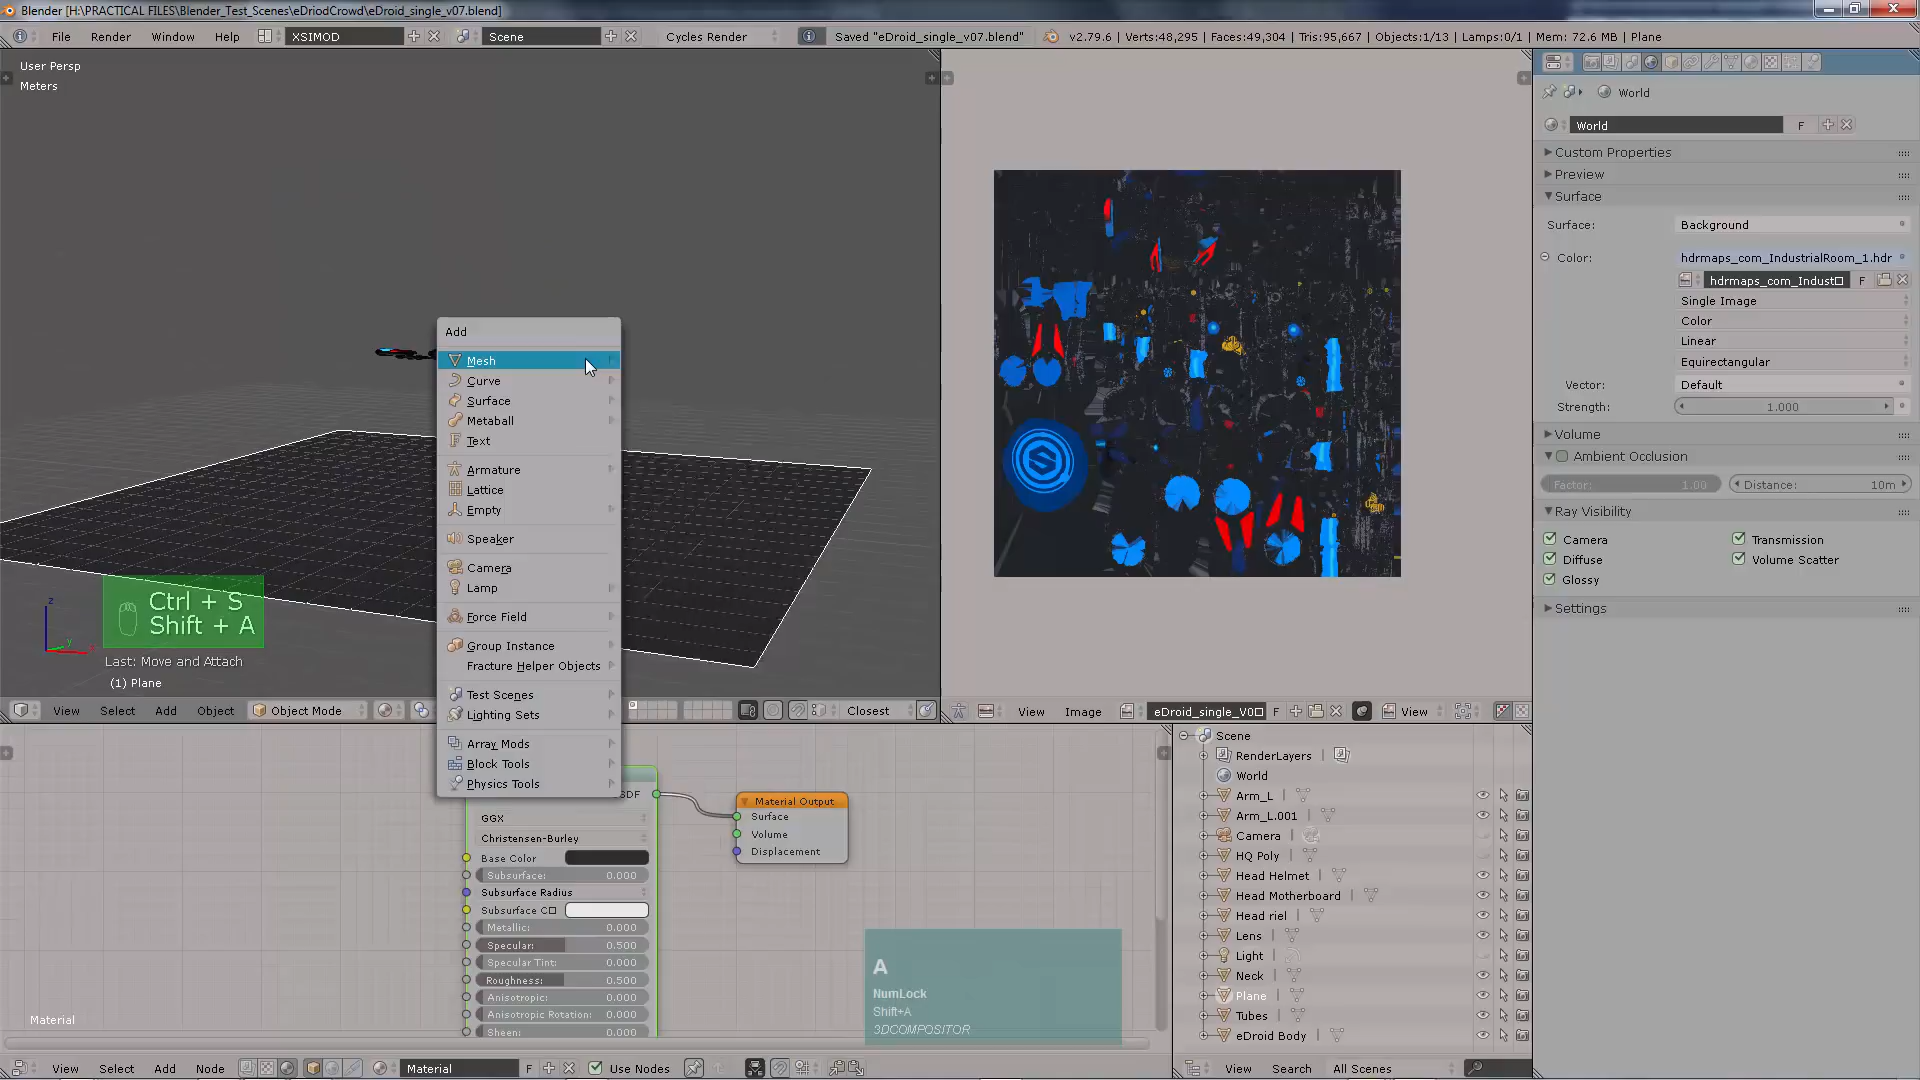 Blender [H:\PRACTICAL FILES\Blender_Test_Scenes\eDriodCrowd\eDroid_single_v07.blend]
File Render Window Help XSIMOD Scene Cycles Render Saved "eDroid_single_v07.blend" v2.79.6 | Verts:48,295 | Faces:49,304 | Tris:95,667 | Objects:1/13 | Lamps:0/1 | Mem: 72.6 MB | Plane
User Persp
Meters
Add
Mesh
Curve
Surface
Metaball
Text
Armature
Lattice
Empty
Speaker
Camera
Lamp
Force Field
Group Instance
Fracture Helper Objects
Test Scenes
Lighting Sets
Array Mods
Block Tools
Physics Tools
Ctrl + S
Shift + A
Last: Move and Attach
(1) Plane
View Select Add Object Object Mode Closest
View Image eDroid_single_V0 F View
World
World F
Custom Properties
Preview
Surface
Surface: Background
Color: hdrmaps_com_IndustrialRoom_1.hdr
hdrmaps_com_Indust F
Single Image
Color
Linear
Equirectangular
Vector: Default
Strength: 1.000
Volume
Ambient Occlusion
Factor: 1.00 Distance: 10m
Ray Visibility
Camera Transmission
Diffuse Volume Scatter
Glossy
Settings
SDF
GGX
Christensen-Burley
Base Color
Subsurface: 0.000
Subsurface Radius
Subsurface C
Metallic: 0.000
Specular: 0.500
Specular Tint: 0.000
Roughness: 0.500
Anisotropic: 0.000
Anisotropic Rotation: 0.000
Sheen: 0.000
Material Output
Surface
Volume
Displacement
Material
A
NumLock
Shift+A
3DCOMPOSITOR
View Select Add Node Material F Use Nodes
Scene
RenderLayers
World
Arm_L
Arm_L.001
Camera
HQ Poly
Head Helmet
Head Motherboard
Head riel
Lens
Light
Neck
Plane
Tubes
eDroid Body
View Search All Scenes